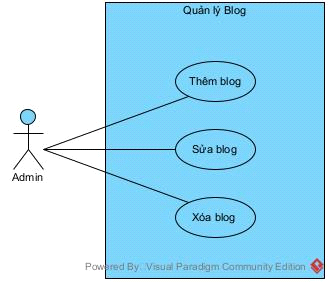 Quản lý Blog
Thêm blog
Sửa blog
Admin
Xóa blog
Powered By: Visual Paradigm Community Edition